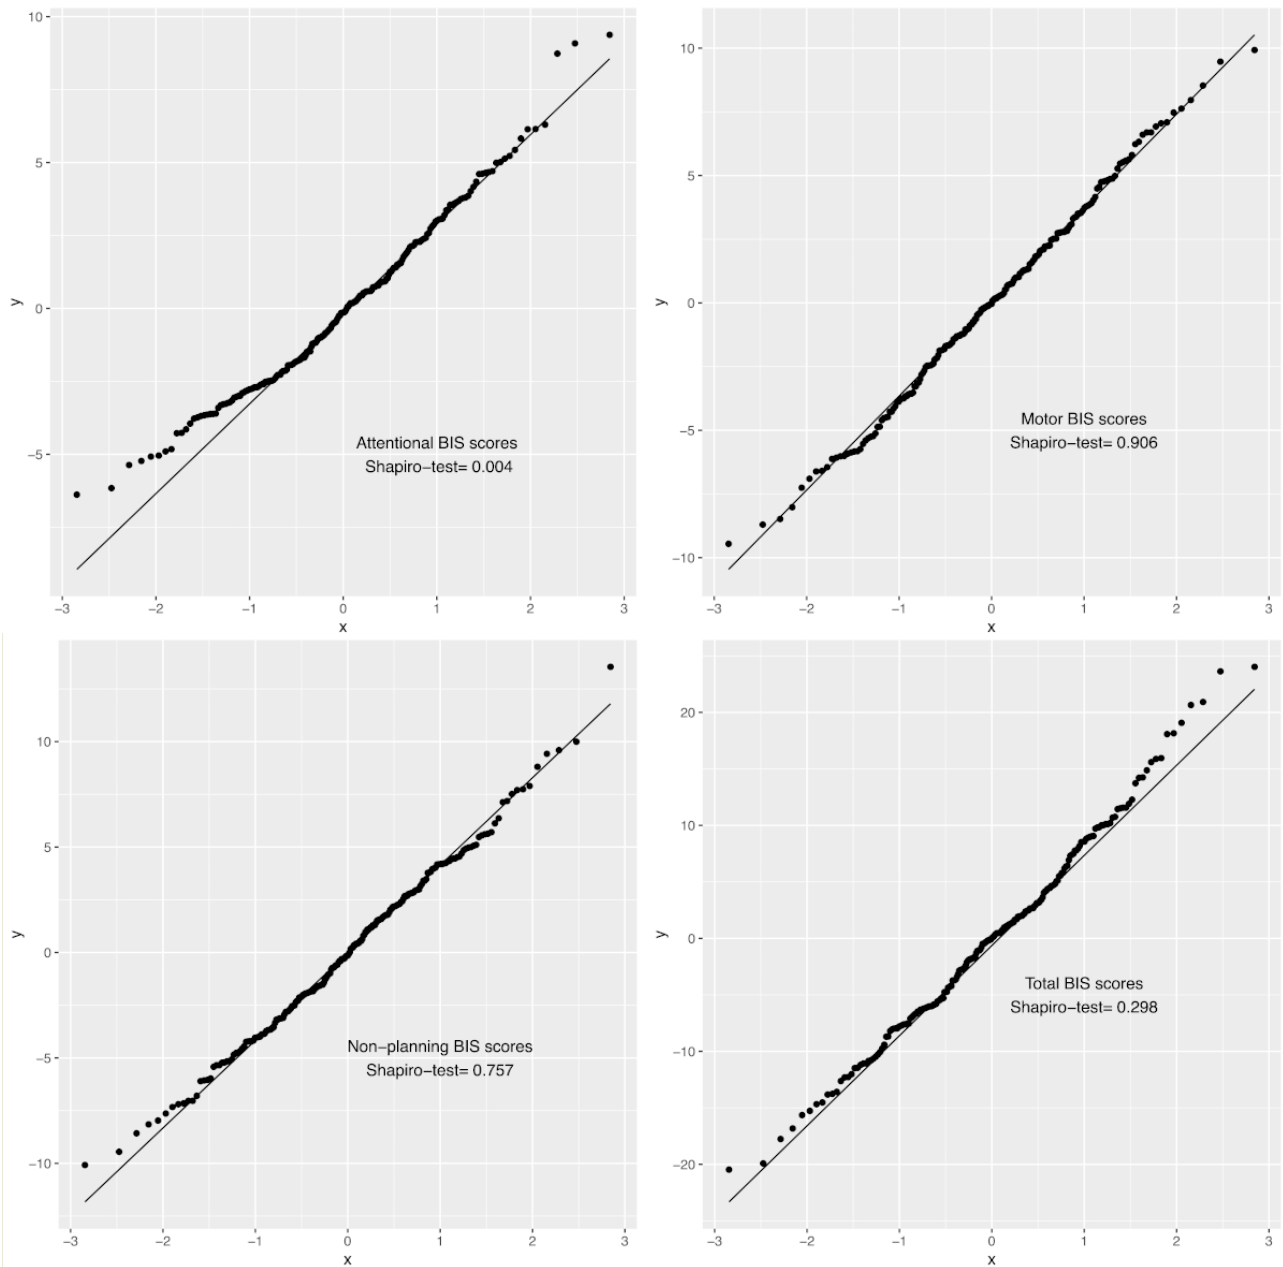 10
5
0
−5
y
−3 −2 −1 0 1 2 3
x
Attentional BIS scores
Shapiro−test= 0.004
10
5
0
−5
−10
y
−3 −2 −1 0 1 2 3
x
Motor BIS scores
Shapiro−test= 0.906
10
5
0
−5
−10
y
−3 −2 −1 0 1 2 3
x
Non−planning BIS scores
Shapiro−test= 0.757
20
10
0
−10
−20
y
−3 −2 −1 0 1 2 3
x
Total BIS scores
Shapiro−test= 0.298